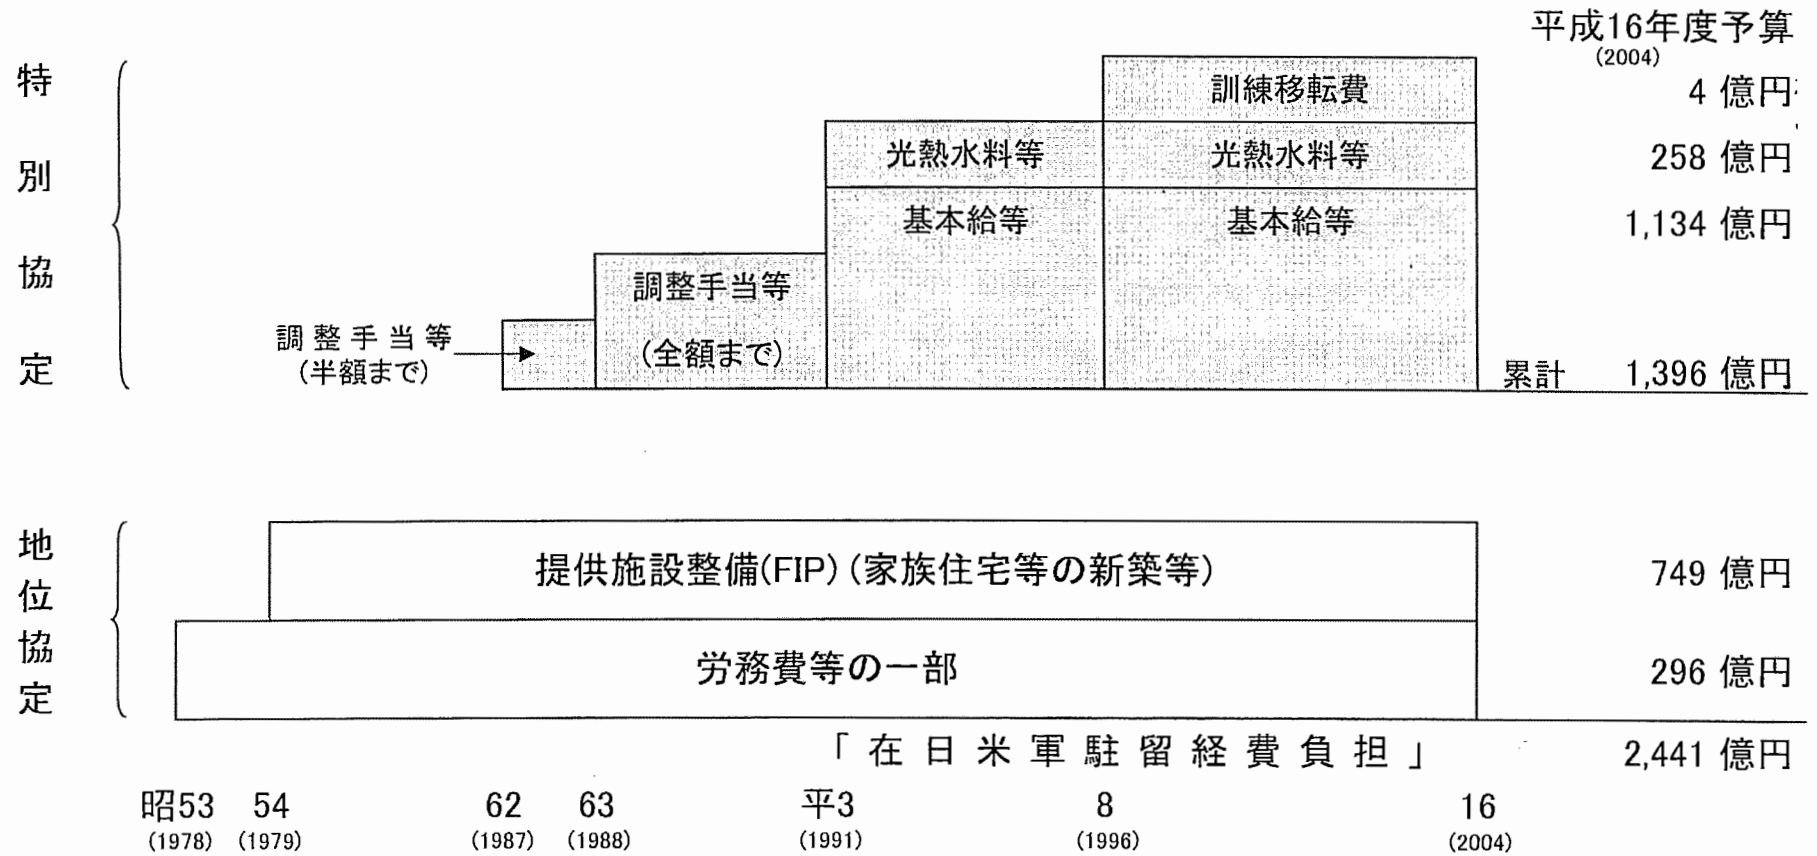 平成16年度予算
(2004)
特別協定
訓練移転費 4 億円
光熱水料等 光熱水料等 258 億円
基本給等 基本給等 1,134 億円
調整手当等
(全額まで)
調整手当等
(半額まで)
累計 1,396 億円
地位協定
提供施設整備(FIP)(家族住宅等の新築等) 749 億円
労務費等の一部 296 億円
「在日米軍駐留経費負担」 2,441 億円
昭53 54 62 63 平3 8 16
(1978) (1979) (1987) (1988) (1991) (1996) (2004)